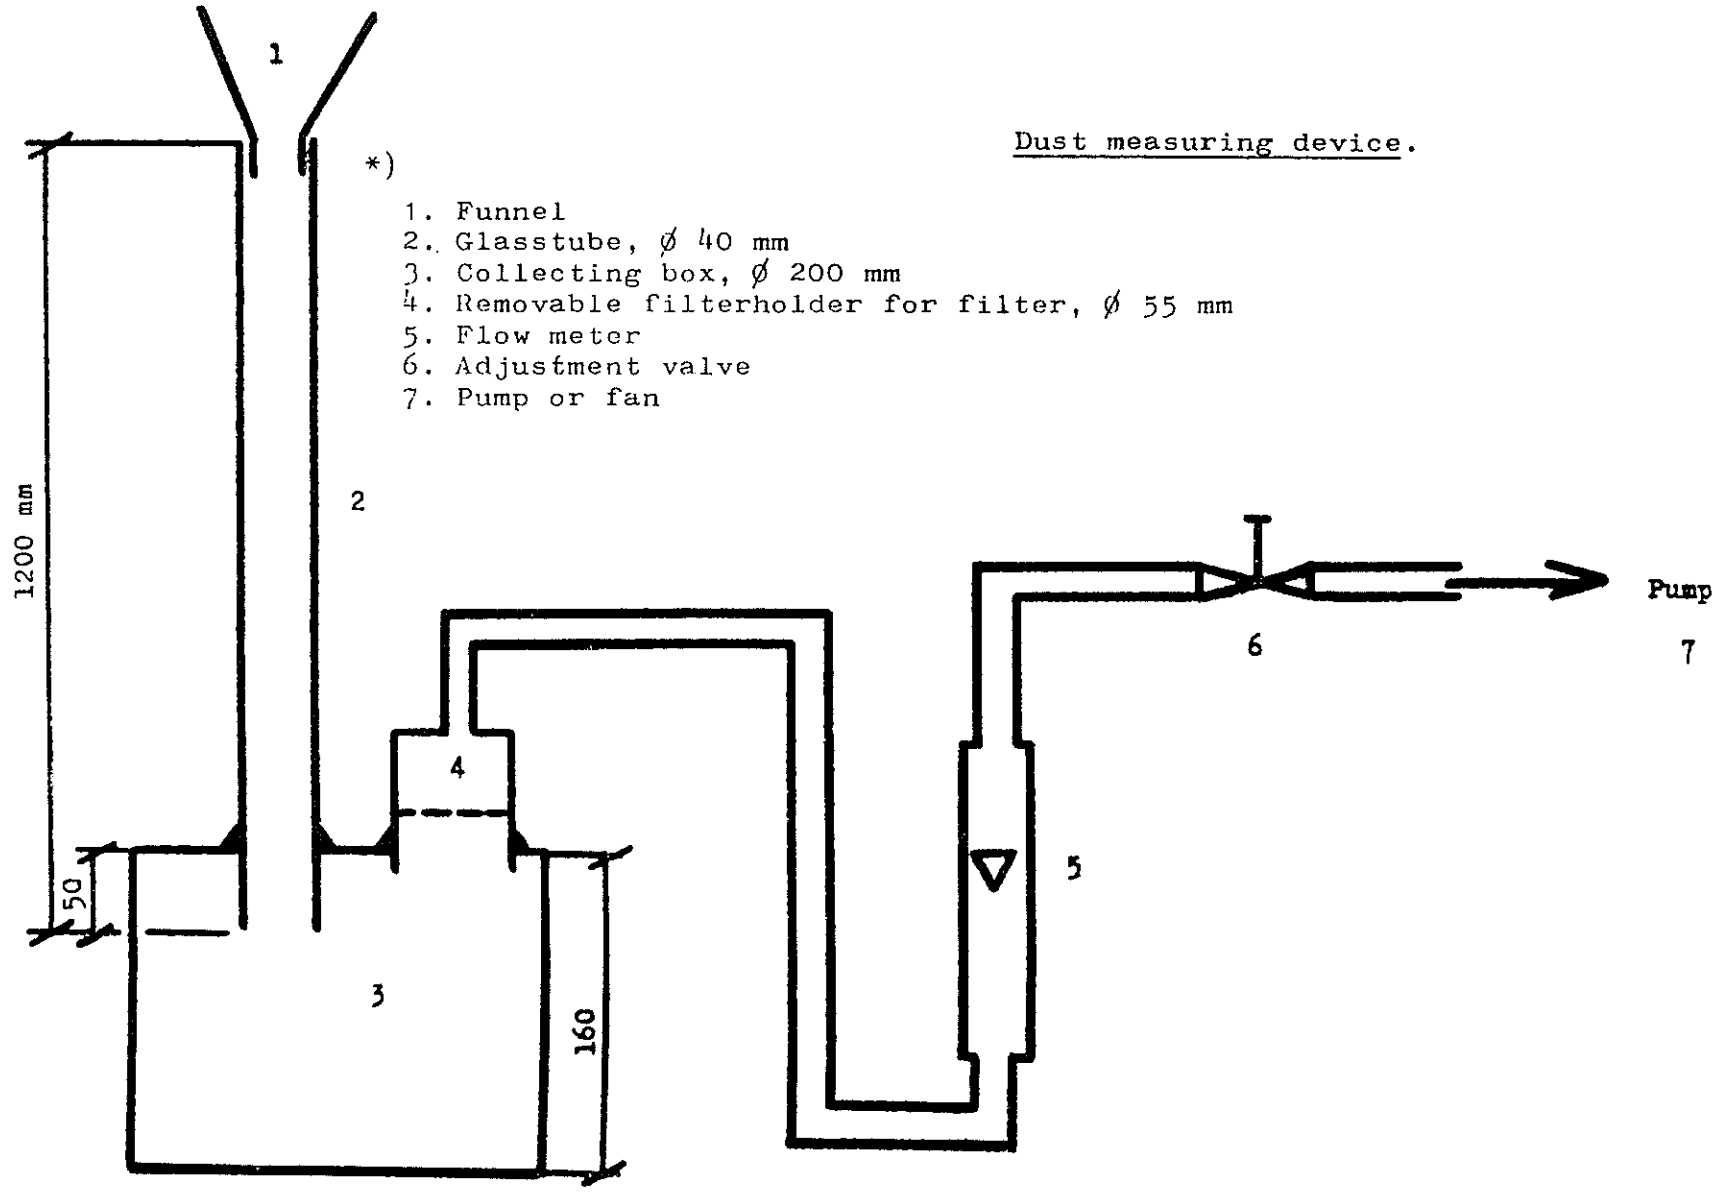 1
Dust measuring device.
*)
1. Funnel
2. Glasstube, ø 40 mm
3. Collecting box, ø 200 mm
4. Removable filterholder for filter, ø 55 mm
5. Flow meter
6. Adjustment valve
7. Pump or fan
2
1200 mm
Pump
6
7
4
5
50
3
160